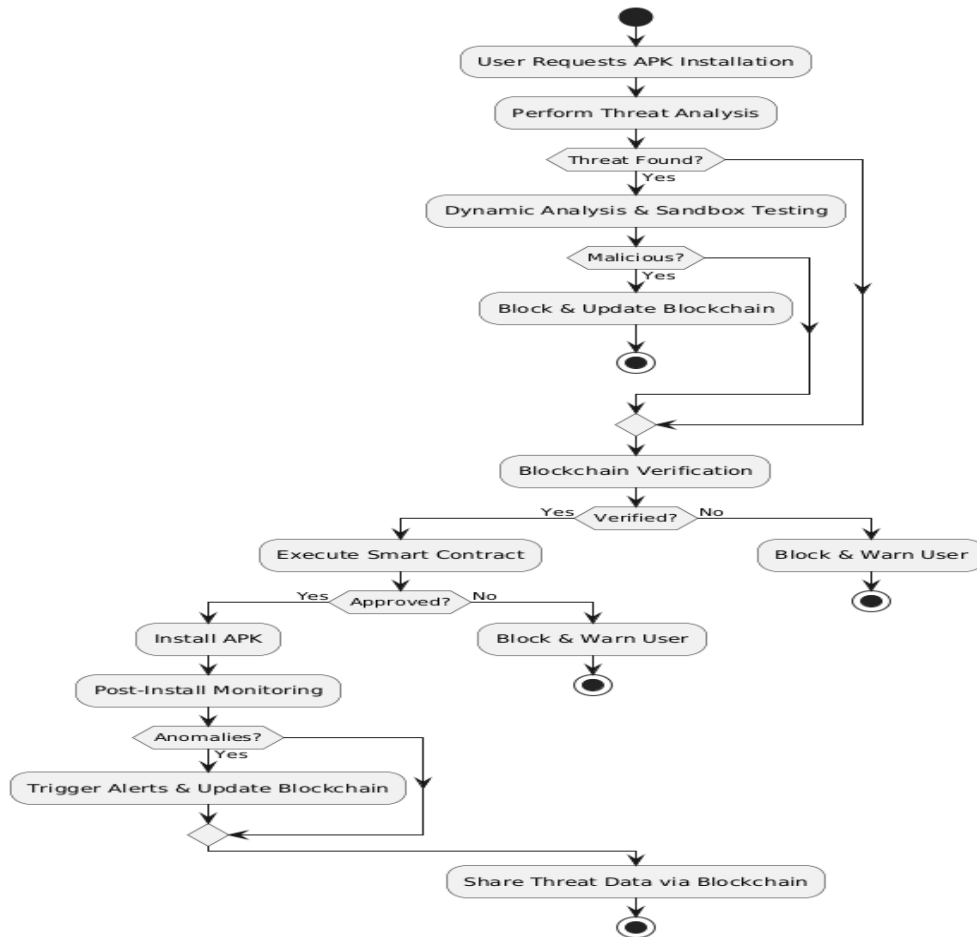 User Requests APK Installation
Perform Threat Analysis
Threat Found?
Yes
Dynamic Analysis & Sandbox Testing
Malicious?
Yes
Block & Update Blockchain
Blockchain Verification
Yes
Verified?
No
Execute Smart Contract
Block & Warn User
Yes
Approved?
No
Install APK
Block & Warn User
Post-Install Monitoring
Anomalies?
Yes
Trigger Alerts & Update Blockchain
Share Threat Data via Blockchain